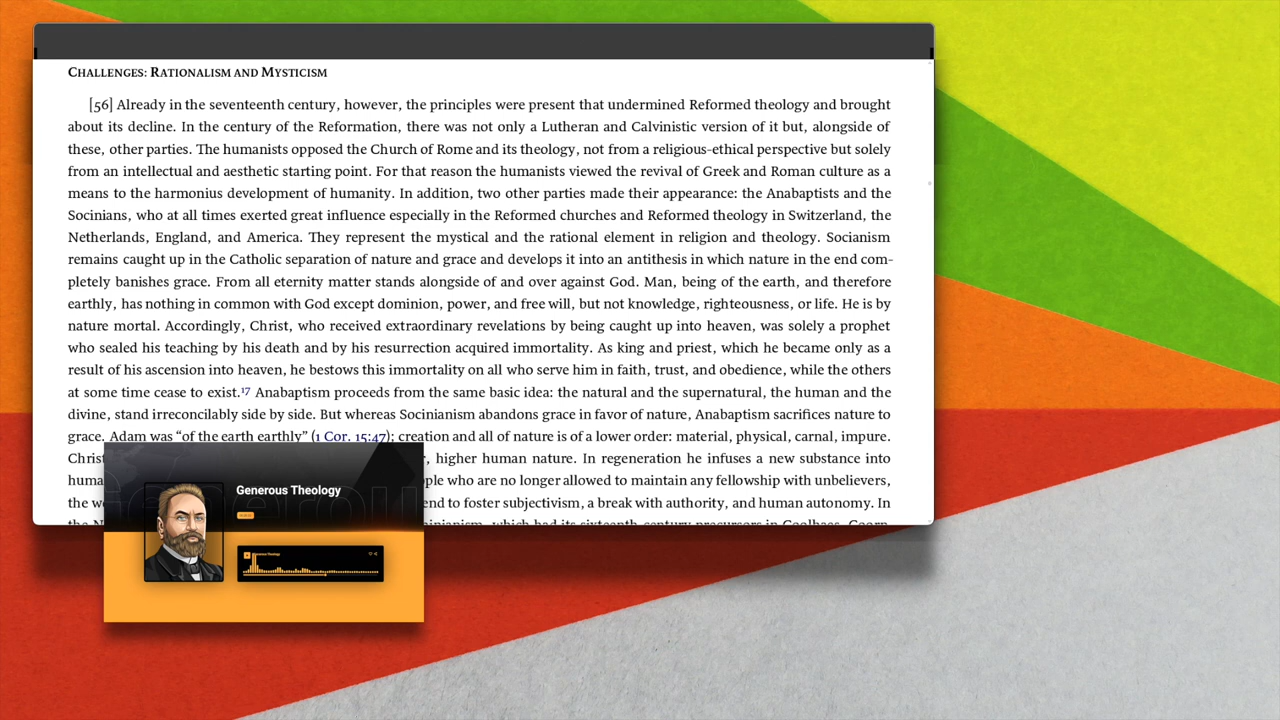 CHALLENGES: RATIONALISM AND MYSTICISM
[56] Already in the seventeenth century, however, the principles were present that undermined Reformed theology and brought
about its decline. In the century of the Reformation, there was not only a Lutheran and Calvinistic version of it but, alongside of
these, other parties. The humanists opposed the Church of Rome and its theology, not from a religious-ethical perspective but solely
from an intellectual and aesthetic starting point. For that reason the humanists viewed the revival of Greek and Roman culture as a
means to the harmonius development of humanity. In addition, two other parties made their appearance: the Anabaptists and the
Socinians, who at all times exerted great influence especially in the Reformed churches and Reformed theology in Switzerland, the
Netherlands, England, and America. They represent the mystical and the rational element in religion and theology. Socianism
remains caught up in the Catholic separation of nature and grace and develops it into an antithesis in which nature in the end com-
pletely banishes grace. From all eternity matter stands alongside of and over against God. Man, being of the earth, and therefore
earthly, has nothing in common with God except dominion, power, and free will, but not knowledge, righteousness, or life. He is by
nature mortal. Accordingly, Christ, who received extraordinary revelations by being caught up into heaven, was solely a prophet
who sealed his teaching by his death and by his resurrection acquired immortality. As king and priest, which he became only as a
result of his ascension into heaven, he bestows this immortality on all who serve him in faith, trust, and obedience, while the others
at some time cease to exist.17 Anabaptism proceeds from the same basic idea: the natural and the supernatural, the human and the
divine, stand irreconcilably side by side. But whereas Socinianism abandons grace in favor of nature, Anabaptism sacrifices nature to
grace. Adam was “of the earth earthly” (1 Cor. 15:47); creation and all of nature is of a lower order: material, physical, carnal, impure.
Christ , higher human nature. In regeneration he infuses a new substance into
who are no longer allowed to maintain any fellowship with unbelievers,
to foster subjectivism, a break with authority, and human autonomy. In
which had its sixteenth-century precursors in
Generous Theology
Theology